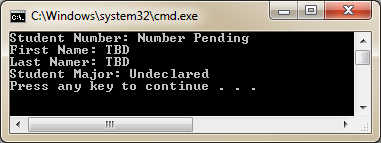 C:\Windows\system32\cmd.exe
Student Number: Number Pending
First Name: TBD
Last Namer: TBD
Student Major: Undeclared
Press any key to continue . . .